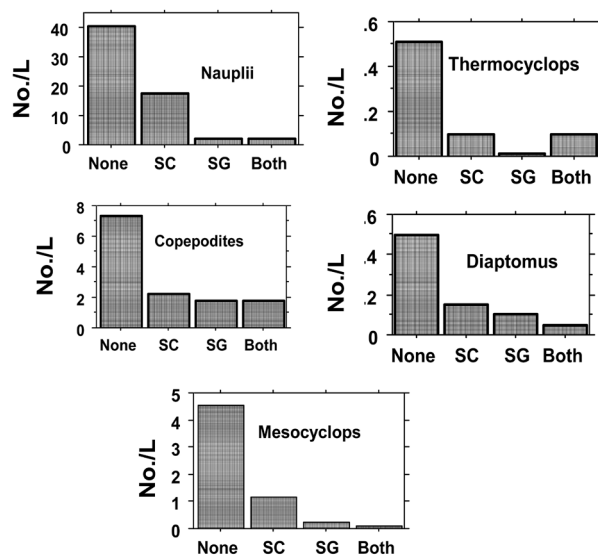 No./L
40
30
20
10
0
Nauplii
None SC SG Both
No./L
.6
.4
.2
0
Thermocyclops
None SC SG Both
No./L
8
6
4
2
0
Copepodites
None SC SG Both
No./L
.6
.4
.2
0
Diaptomus
None SC SG Both
No./L
5
4
3
2
1
0
Mesocyclops
None SC SG Both